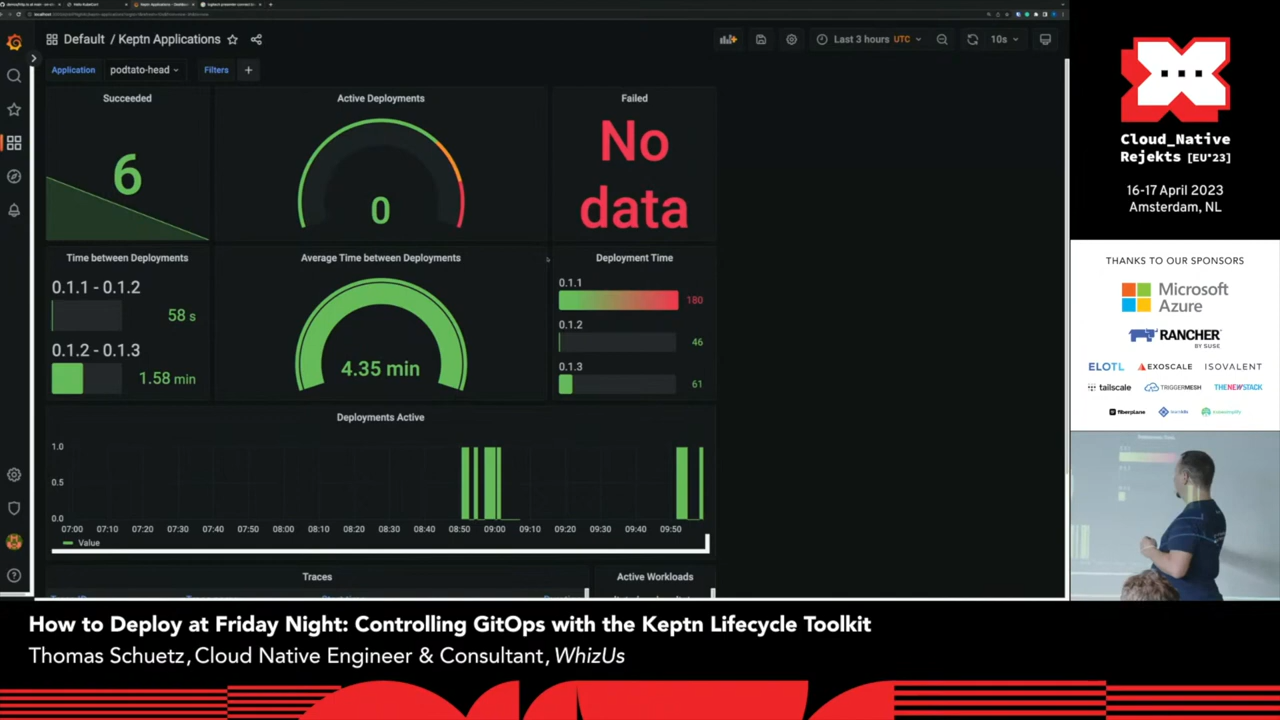 Default / Keptn Applications
Last 3 hours UTC
10s
Application
podtato-head
Filters
+
Succeeded
6
Active Deployments
0
Failed
No
data
Time between Deployments
0.1.1 - 0.1.2
58 s
0.1.2 - 0.1.3
1.58 min
Average Time between Deployments
4.35 min
Deployment Time
0.1.1
180
0.1.2
46
0.1.3
61
Deployments Active
1.0
0.5
0.0
07:00 07:10 07:20 07:30 07:40 07:50 08:00 08:10 08:20 08:30 08:40 08:50 09:00 09:10 09:20 09:30 09:40 09:50
Value
Traces
Active Workloads
Cloud_Native
Rejekts [EU'23]
16-17 April 2023
Amsterdam, NL
THANKS TO OUR SPONSORS
Microsoft
Azure
RANCHER
BY SUSE
ELOTL EXOSCALE ISOVALENT
tailscale TRIGGERMESH THENEWSTACK
fiberplane
How to Deploy at Friday Night: Controlling GitOps with the Keptn Lifecycle Toolkit
Thomas Schuetz, Cloud Native Engineer & Consultant, WhizUs